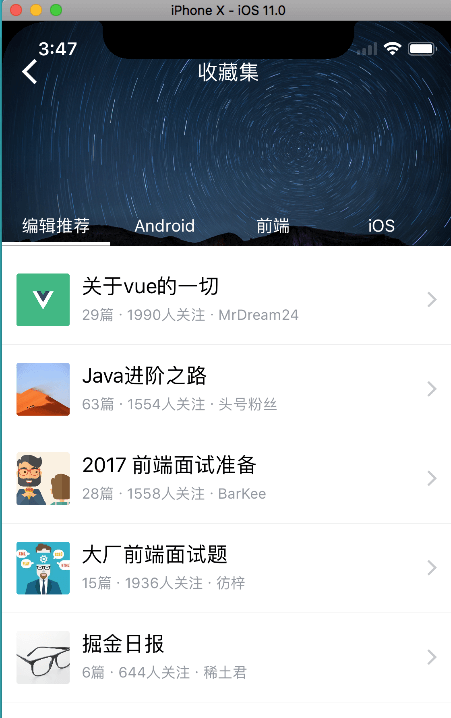 iPhone X - iOS 11.0
3:47
收藏集
编辑推荐 Android 前端 iOS
关于vue的一切
29篇 · 1990人关注 · MrDream24
Java进阶之路
63篇 · 1554人关注 · 头号粉丝
2017 前端面试准备
28篇 · 1558人关注 · BarKee
大厂前端面试题
15篇 · 1936人关注 · 彷梓
掘金日报
6篇 · 644人关注 · 稀土君